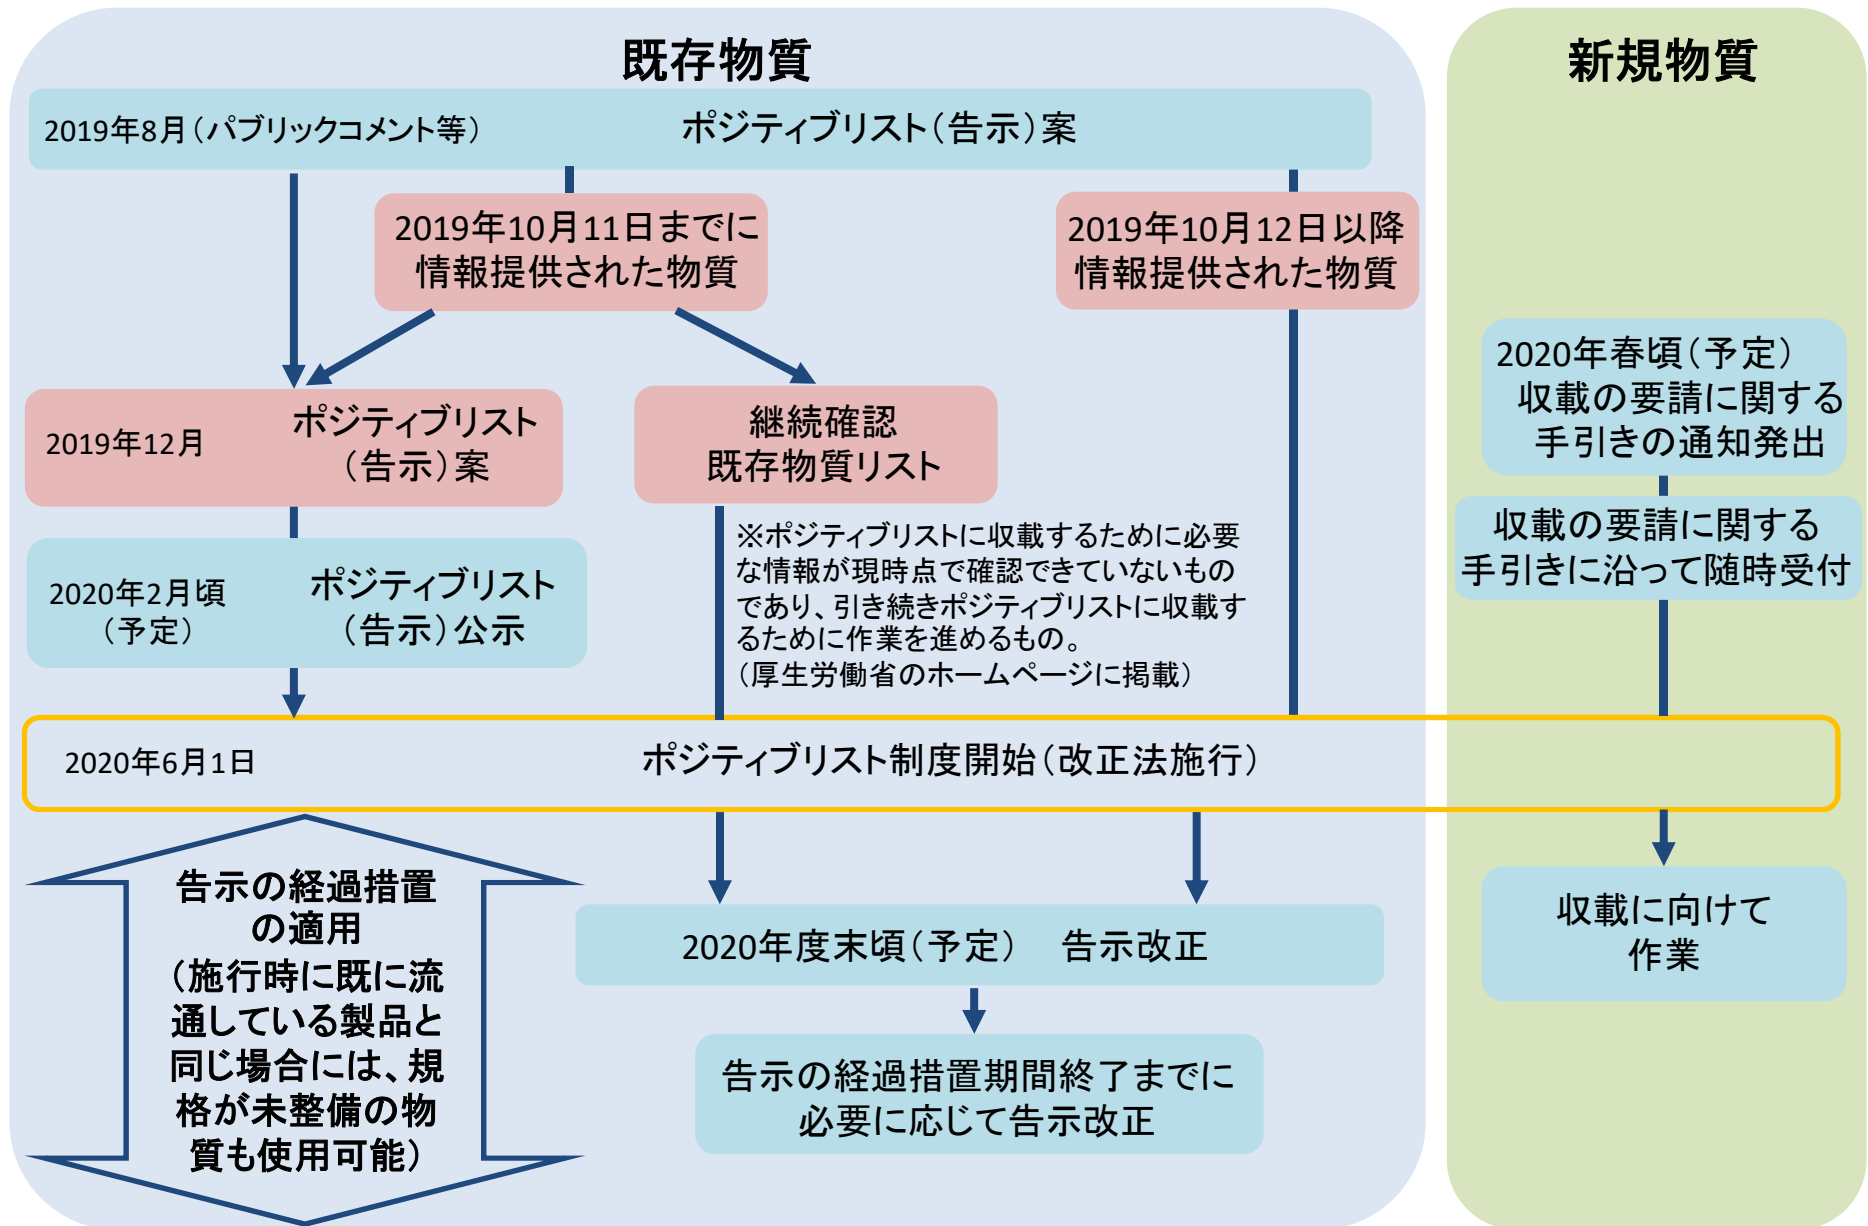 既存物質
2019年8月（パブリックコメント等） ポジティブリスト（告示）案
2019年10月11日までに
情報提供された物質
2019年10月12日以降
情報提供された物質
2019年12月
ポジティブリスト
（告示）案
継続確認
既存物質リスト
※ポジティブリストに収載するために必要
な情報が現時点で確認できていないもの
であり、引き続きポジティブリストに収載す
るために作業を進めるもの。
（厚生労働省のホームページに掲載）
2020年2月頃
（予定）
ポジティブリスト
（告示）公示
新規物質
2020年春頃（予定）
収載の要請に関する
手引きの通知発出
収載の要請に関する
手引きに沿って随時受付
2020年6月1日 ポジティブリスト制度開始（改正法施行）
告示の経過措置
の適用
（施行時に既に流
通している製品と
同じ場合には、規
格が未整備の物
質も使用可能）
2020年度末頃（予定） 告示改正
告示の経過措置期間終了までに
必要に応じて告示改正
収載に向けて
作業